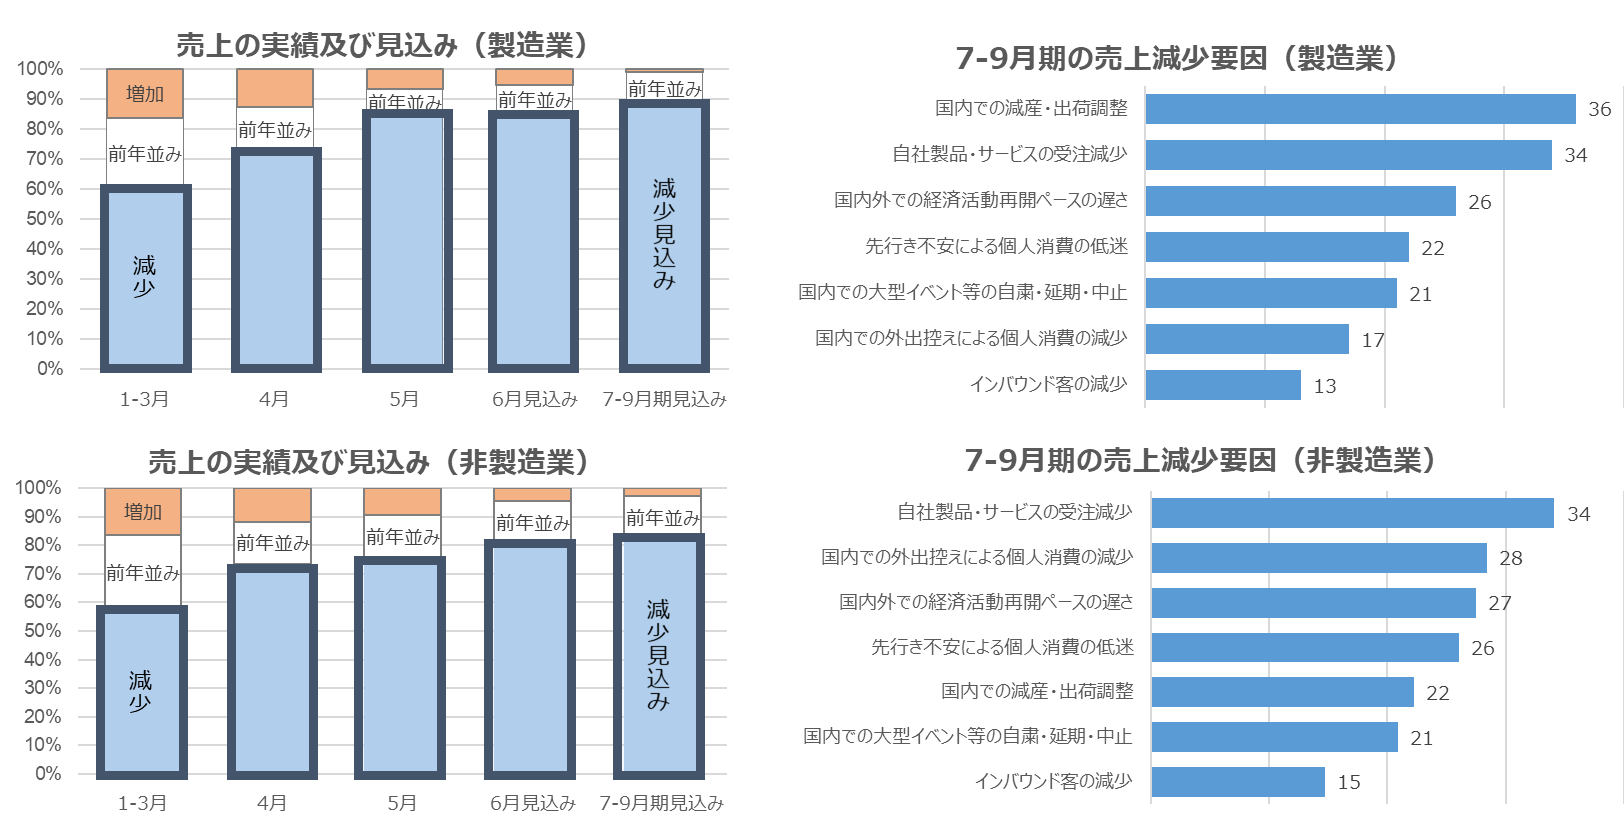 売上の実績及び見込み（製造業）
100%
90%
80%
70%
60%
50%
40%
30%
20%
10%
0%
増加
前年並み
前年並み
前年並み
前年並み
前年並み
減少
減少見込み
1-3月
4月
5月
6月見込み
7-9月期見込み
7-9月期の売上減少要因（製造業）
国内での減産・出荷調整 36
自社製品・サービスの受注減少 34
国内外での経済活動再開ペースの遅さ 26
先行き不安による個人消費の低迷 22
国内での大型イベント等の自粛・延期・中止 21
国内での外出控えによる個人消費の減少 17
インバウンド客の減少 13
売上の実績及び見込み（非製造業）
100%
90%
80%
70%
60%
50%
40%
30%
20%
10%
0%
増加
前年並み
前年並み
前年並み
前年並み
前年並み
減少
減少見込み
1-3月
4月
5月
6月見込み
7-9月期見込み
7-9月期の売上減少要因（非製造業）
自社製品・サービスの受注減少 34
国内での外出控えによる個人消費の減少 28
国内外での経済活動再開ペースの遅さ 27
先行き不安による個人消費の低迷 26
国内での減産・出荷調整 22
国内での大型イベント等の自粛・延期・中止 21
インバウンド客の減少 15